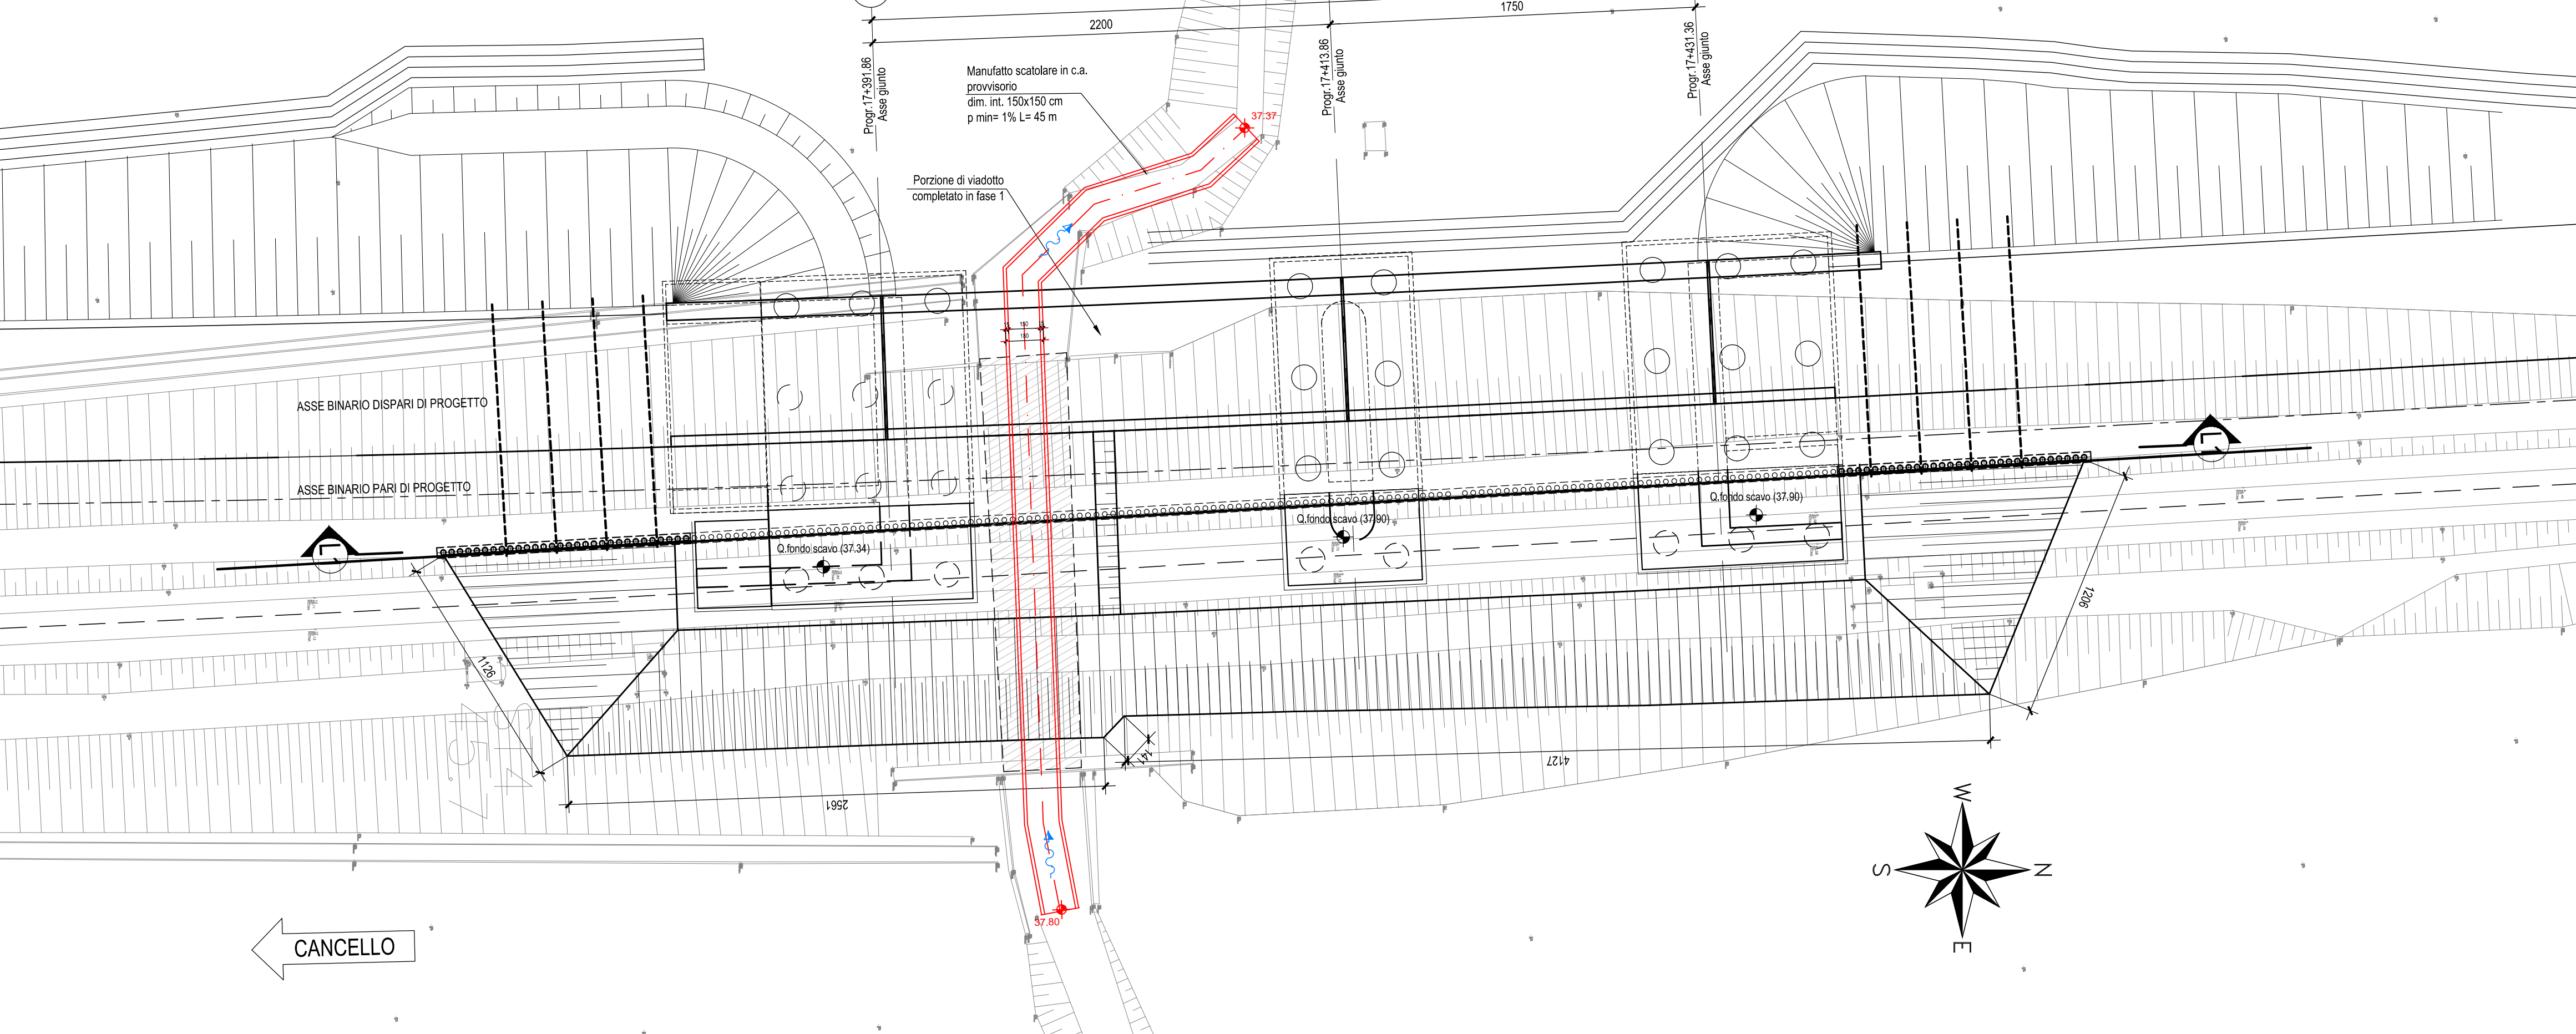 2200
1750
Progr.17+391.86
Asse giunto
Progr.17+413.86
Asse giunto
Progr.17+431.36
Asse giunto
Manufatto scatolare in c.a.
provvisorio
dim. int. 150x150 cm
p min= 1% L= 45 m
37.37
Porzione di viadotto
completato in fase 1
150
180
ASSE BINARIO DISPARI DI PROGETTO
ASSE BINARIO PARI DI PROGETTO
Q.fondo scavo (37.34)
Q.fondo scavo (37.90)
Q.fondo scavo (37.90)
L
L
1126
1206
141
4127
2561
37.80
CANCELLO
W
S
N
E